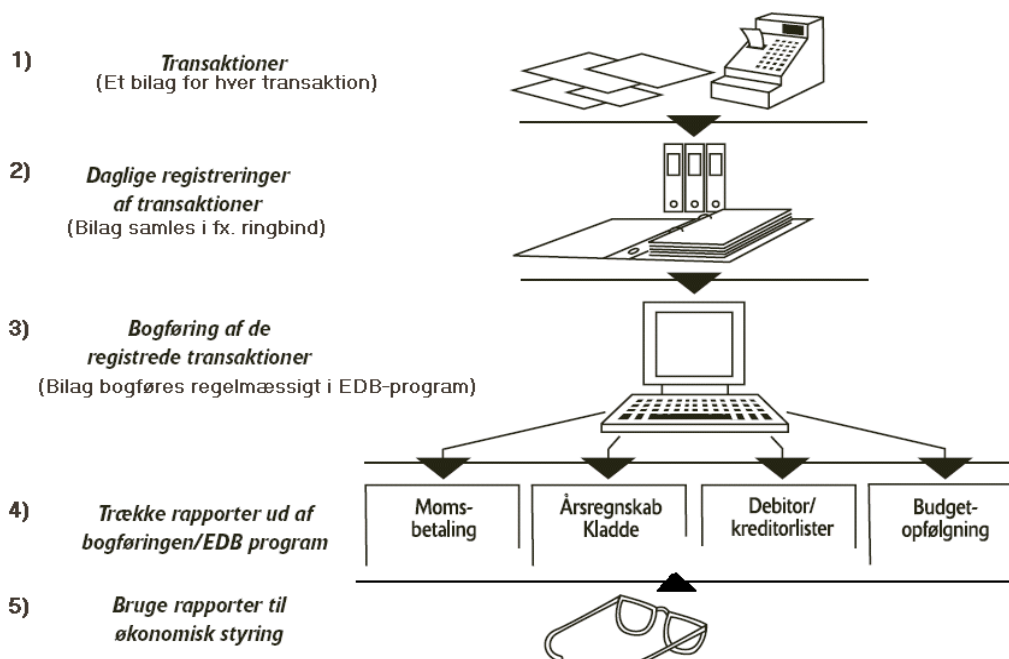 1) Transaktioner
(Et bilag for hver transaktion)
2) Daglige registreringer
af transaktioner
(Bilag samles i fx. ringbind)
3) Bogføring af de
registrede transaktioner
(Bilag bogføres regelmæssigt i EDB-program)
4) Trække rapporter ud af
bogføringen/EDB program
Moms-
betaling
Årsregnskab
Kladde
Debitor/
kreditorlister
Budget-
opfølgning
5) Bruge rapporter til
økonomisk styring